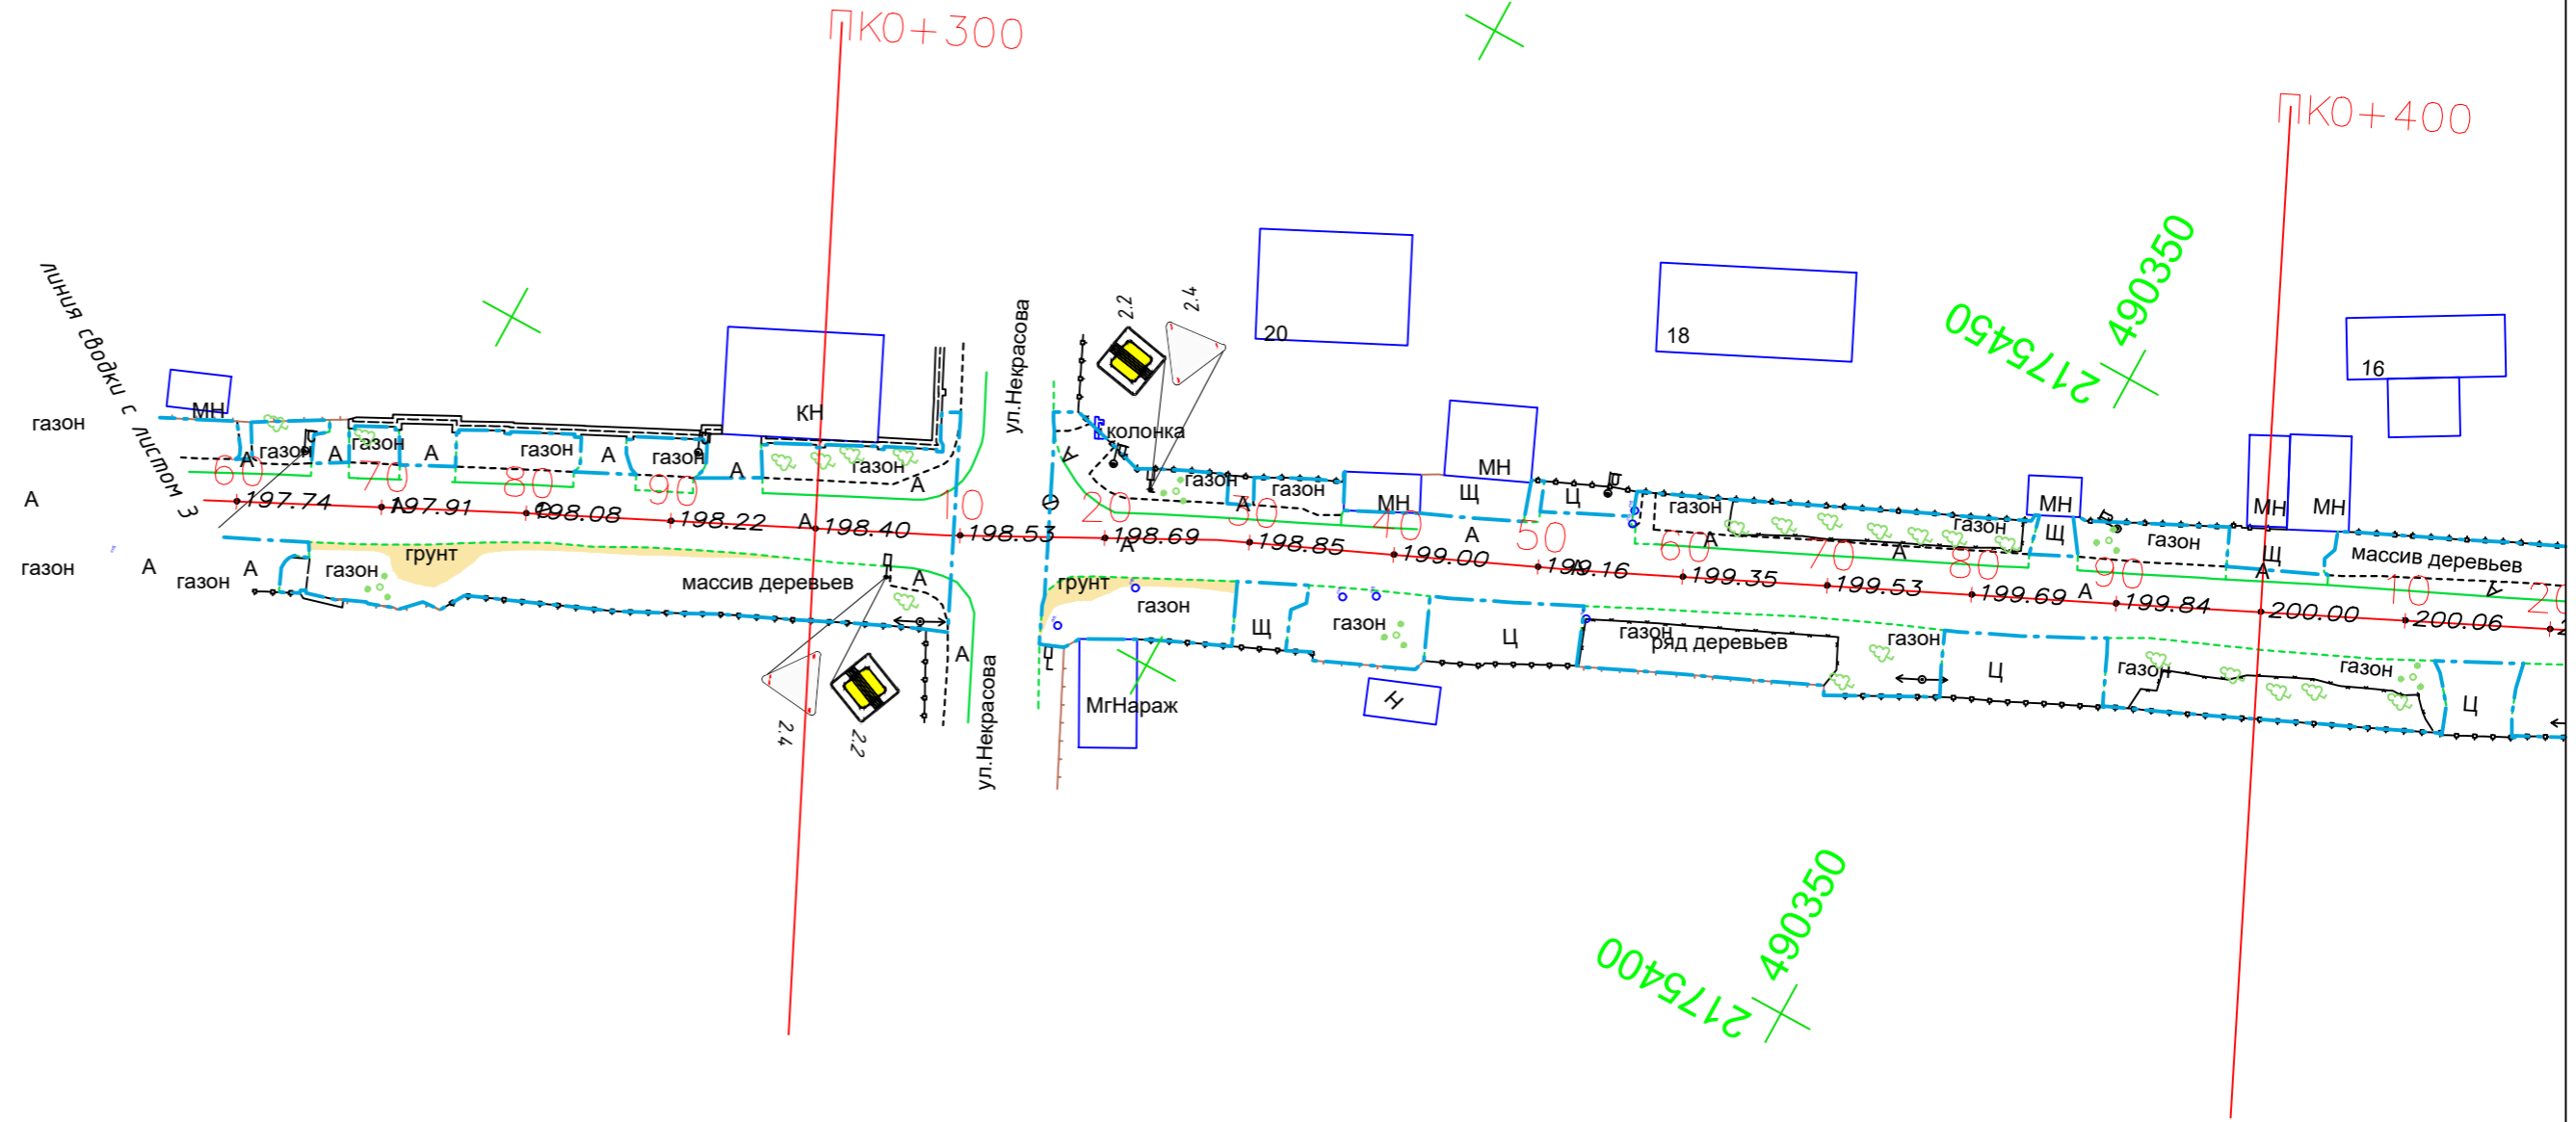 ПК0+300
ПК0+400
линия сводки с листом 3
490350
2175450
ул.Некрасова
2.2
2.4
20
18
16
МН
КН
колонка
МН
МН
МН
МН
МН
газон
газон
газон
газон
газон
газон
газон
газон
газон
газон
газон
А
А
А
А
А
А
А
Щ
Ц
Щ
Щ
массив деревьев
60
70
80
90
10
20
30
40
50
60
70
80
90
10
20
А
А
А
А
А
А
А
А
А
А
197.74
197.91
198.08
198.22
198.40
198.53
198.69
198.85
199.00
199.16
199.35
199.53
199.69
199.84
200.00
200.06
газон
А
газон
А
газон
грунт
массив деревьев
А
А
грунт
газон
Щ
газон
Ц
газон
ряд деревьев
газон
Ц
газон
газон
Ц
МгНараж
Н
2.4
2.2
ул.Некрасова
490350
2175400